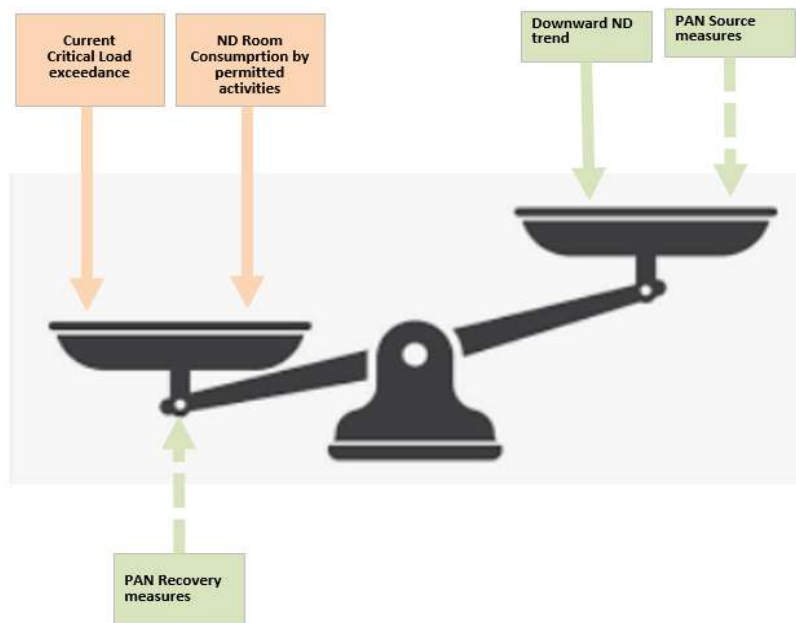 Current
Critical Load
exceedance
ND Room
Consumprtion by
permitted
activities
Downward ND
trend
PAN Source
measures
PAN Recovery
measures